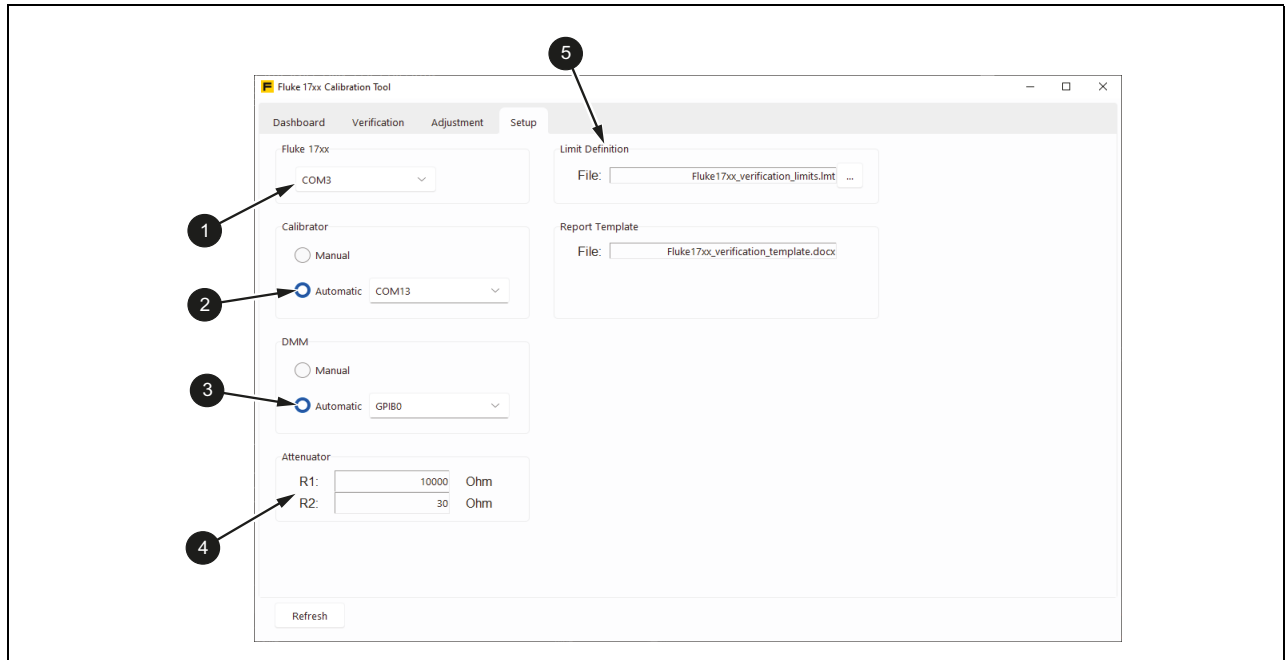 5
F Fluke 17xx Calibration Tool
Dashboard Verification Adjustment Setup
Fluke 17xx
COM3
1
Limit Definition
File: Fluke17xx_verification_limits.lmt ...
Calibrator
Manual
Automatic COM13
2
Report Template
File: Fluke17xx_verification_template.docx
DMM
Manual
Automatic GPIB0
3
Attenuator
R1: 10000 Ohm
R2: 30 Ohm
4
Refresh